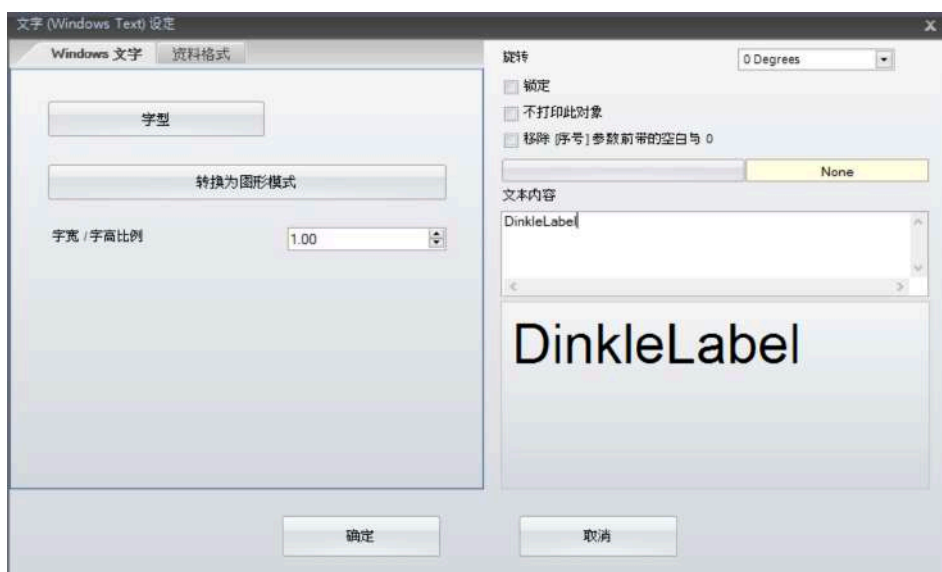 文字 (Windows Text) 设定
x
Windows 文字 资料格式
字型
转换为图形模式
字宽 / 字高比例 1.00
旋转 0 Degrees
锁定
不打印此对象
移除 [序号] 参数前带的空白与 0
None
文本内容
DinkleLabel
DinkleLabel
确定 取消